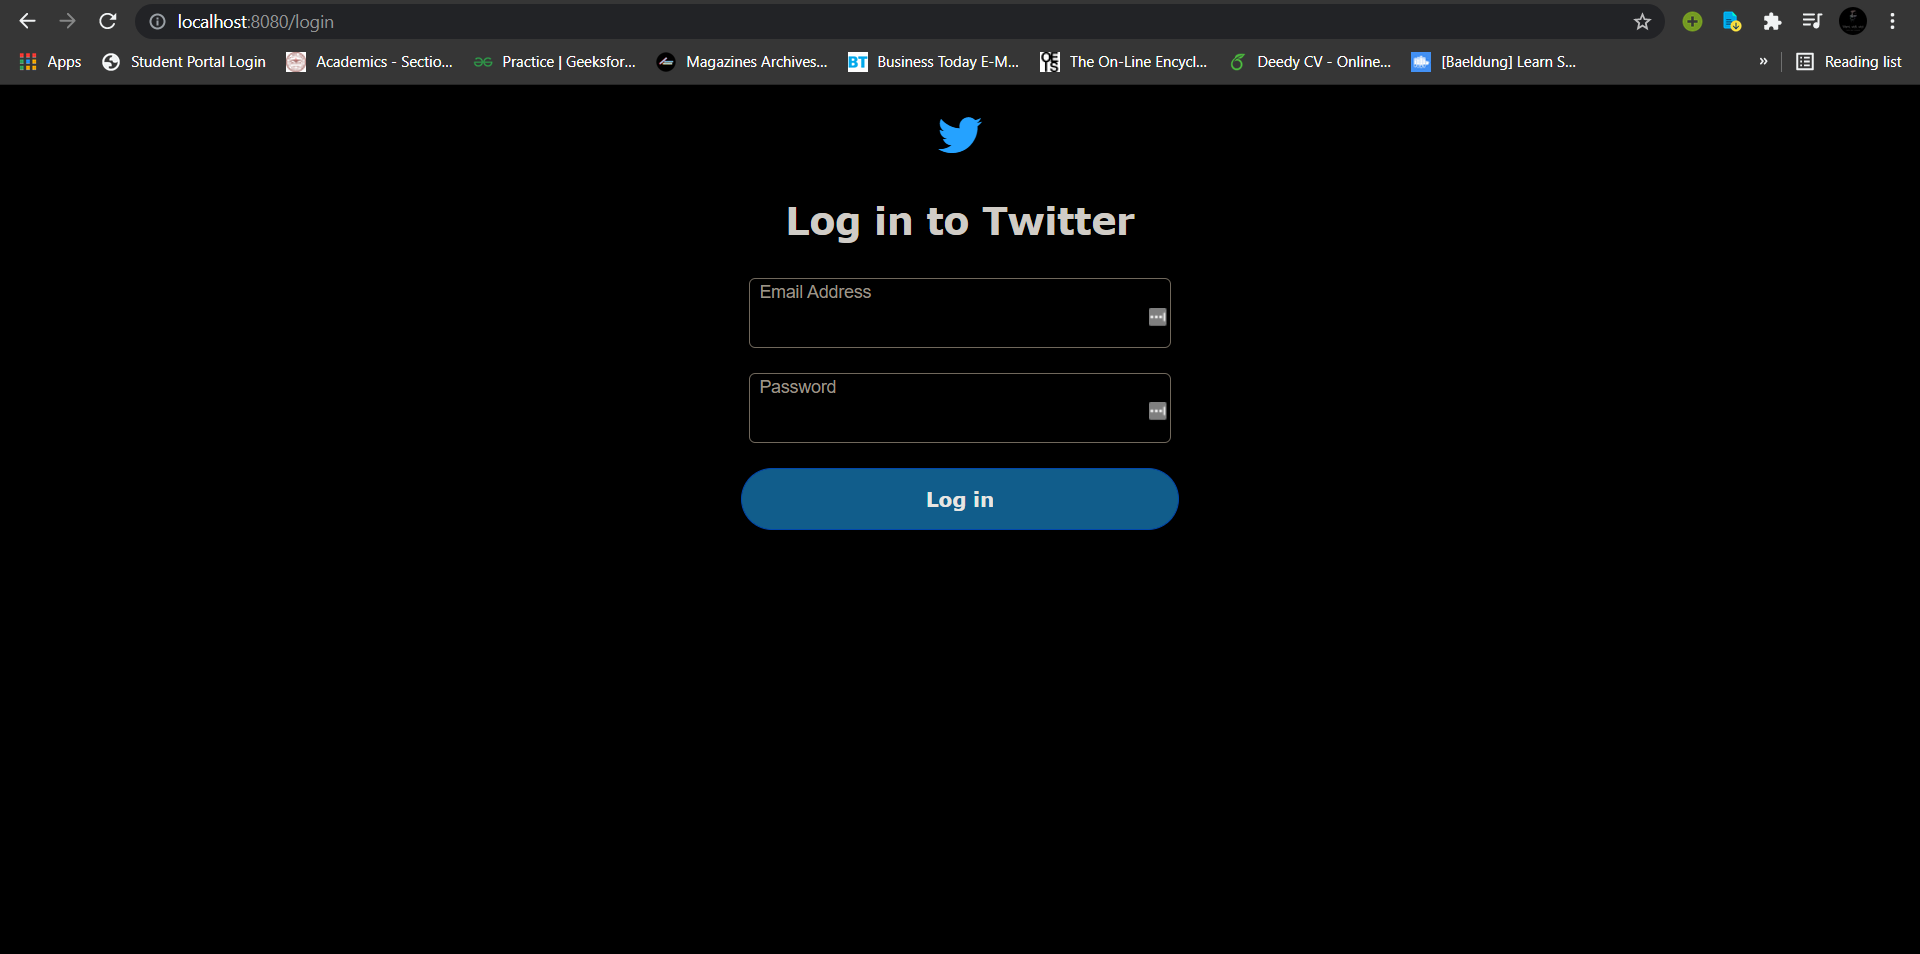 localhost:8080/login
Apps Student Portal Login Academics - Sectio... Practice | Geeksfor... Magazines Archives... BT Business Today E-M... OEIS The On-Line Encycl... Deedy CV - Online... [Baeldung] Learn S... » Reading list
Log in to Twitter
Email Address
Password
Log in